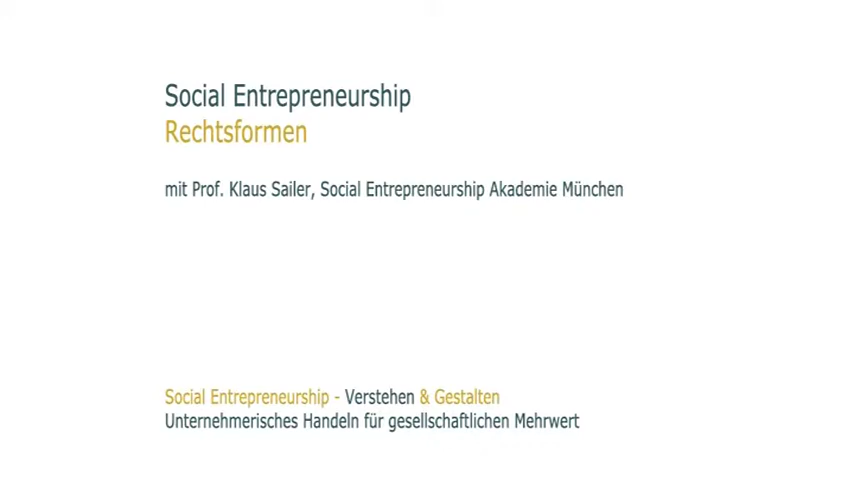 Social Entrepreneurship
Rechtsformen
mit Prof. Klaus Sailer, Social Entrepreneurship Akademie München
Social Entrepreneurship - Verstehen & Gestalten
Unternehmerisches Handeln für gesellschaftlichen Mehrwert